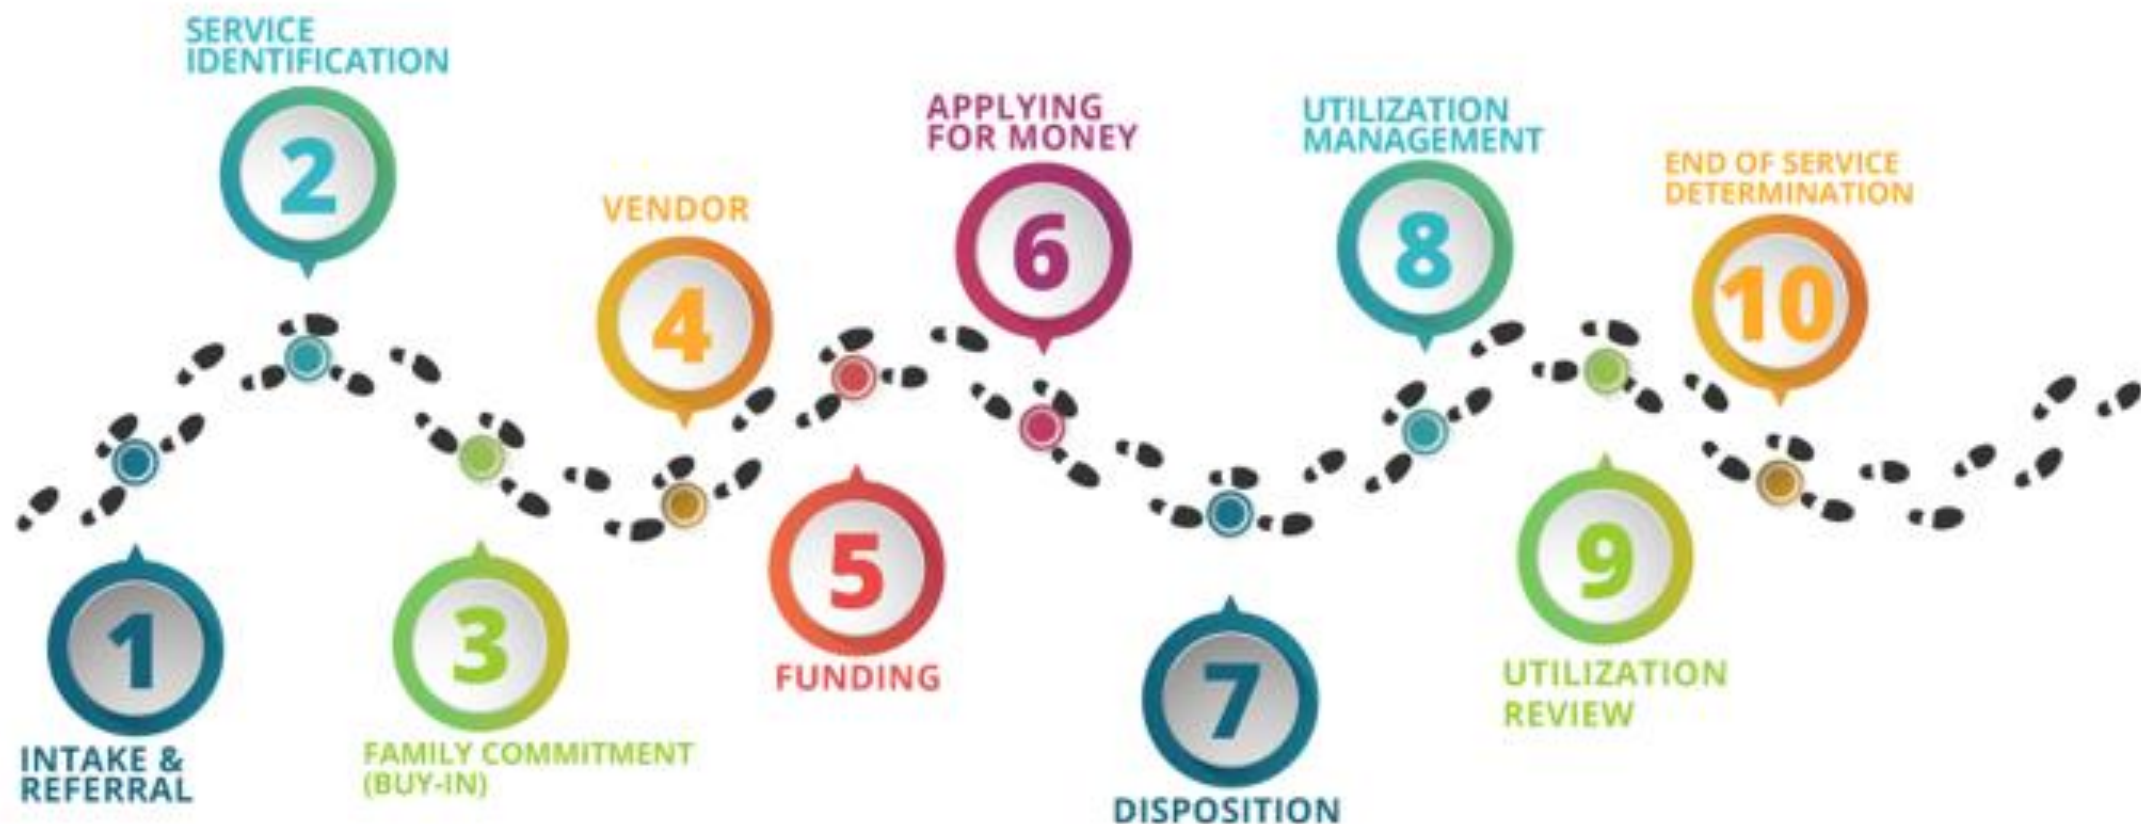 1
INTAKE &
REFERRAL
SERVICE
IDENTIFICATION
2
3
FAMILY COMMITMENT
(BUY-IN)
VENDOR
4
5
FUNDING
APPLYING
FOR MONEY
6
7
DISPOSITION
UTILIZATION
MANAGEMENT
8
9
UTILIZATION
REVIEW
END OF SERVICE
DETERMINATION
10